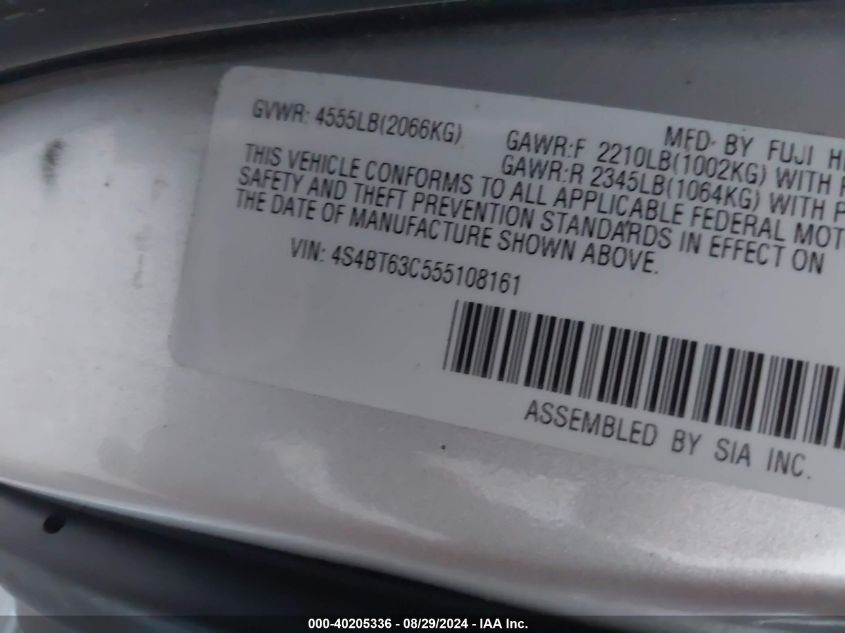 MFD- BY FUJI H
GVWR: 4555LB(2066KG) GAWR:F 2210LB(1002KG) WITH
GAWR:R 2345LB(1064KG) WITH
THIS VEHICLE CONFORMS TO ALL APPLICABLE FEDERAL MOT
SAFETY AND THEFT PREVENTION STANDARDS IN EFFECT ON
THE DATE OF MANUFACTURE SHOWN ABOVE.
VIN: 4S4BT63C555108161
ASSEMBLED BY SIA INC.
000-40205336 - 08/29/2024 - IAA Inc.